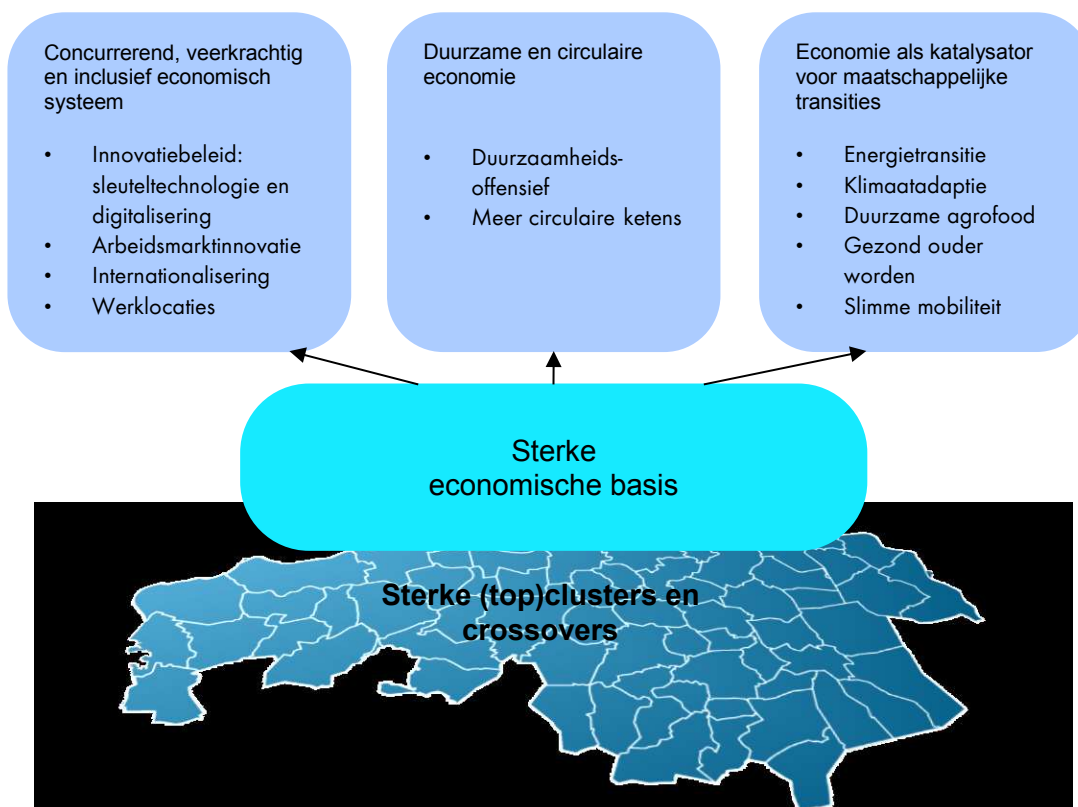 Concurrerend, veerkrachtig
en inclusief economisch
systeem
• Innovatiebeleid:
sleuteltechnologie en
digitalisering
• Arbeidsmarktinnovatie
• Internationalisering
• Werklocaties
Duurzame en circulaire
economie
• Duurzaamheids-
offensief
• Meer circulaire ketens
Economie als katalysator
voor maatschappelijke
transities
• Energietransitie
• Klimaatadaptie
• Duurzame agrofood
• Gezond ouder
worden
• Slimme mobiliteit
Sterke
economische basis
Sterke (top)clusters en
crossovers